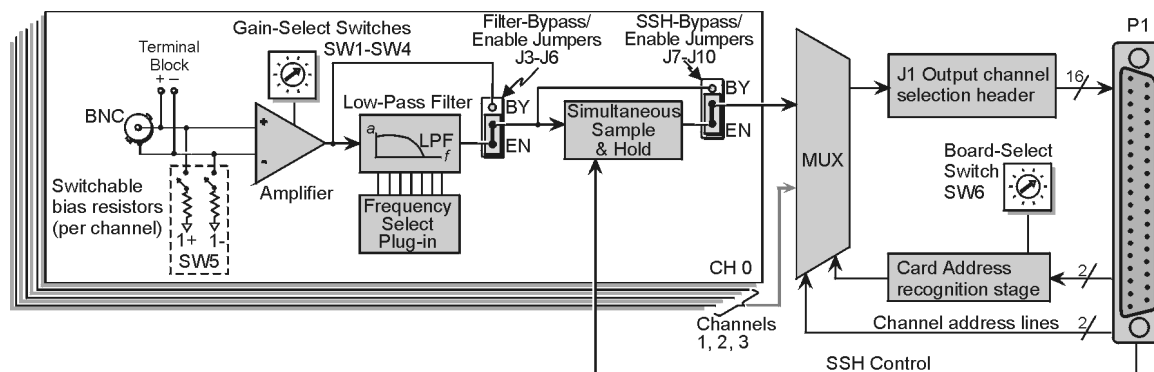 Gain-Select Switches
SW1-SW4
Filter-Bypass/
Enable Jumpers
J3-J6
SSH-Bypass/
Enable Jumpers
J7-J10
P1
Terminal
Block
+ –
BNC
+
-
Amplifier
Low-Pass Filter
a
LPF
f
BY
EN
Simultaneous
Sample
& Hold
BY
EN
MUX
J1 Output channel
selection header
16
Board-Select
Switch
SW6
Switchable
bias resistors
(per channel)
1+ 1-
SW5
Frequency
Select
Plug-in
CH 0
Card Address
recognition stage
2
Channels
1, 2, 3
Channel address lines
2
SSH Control